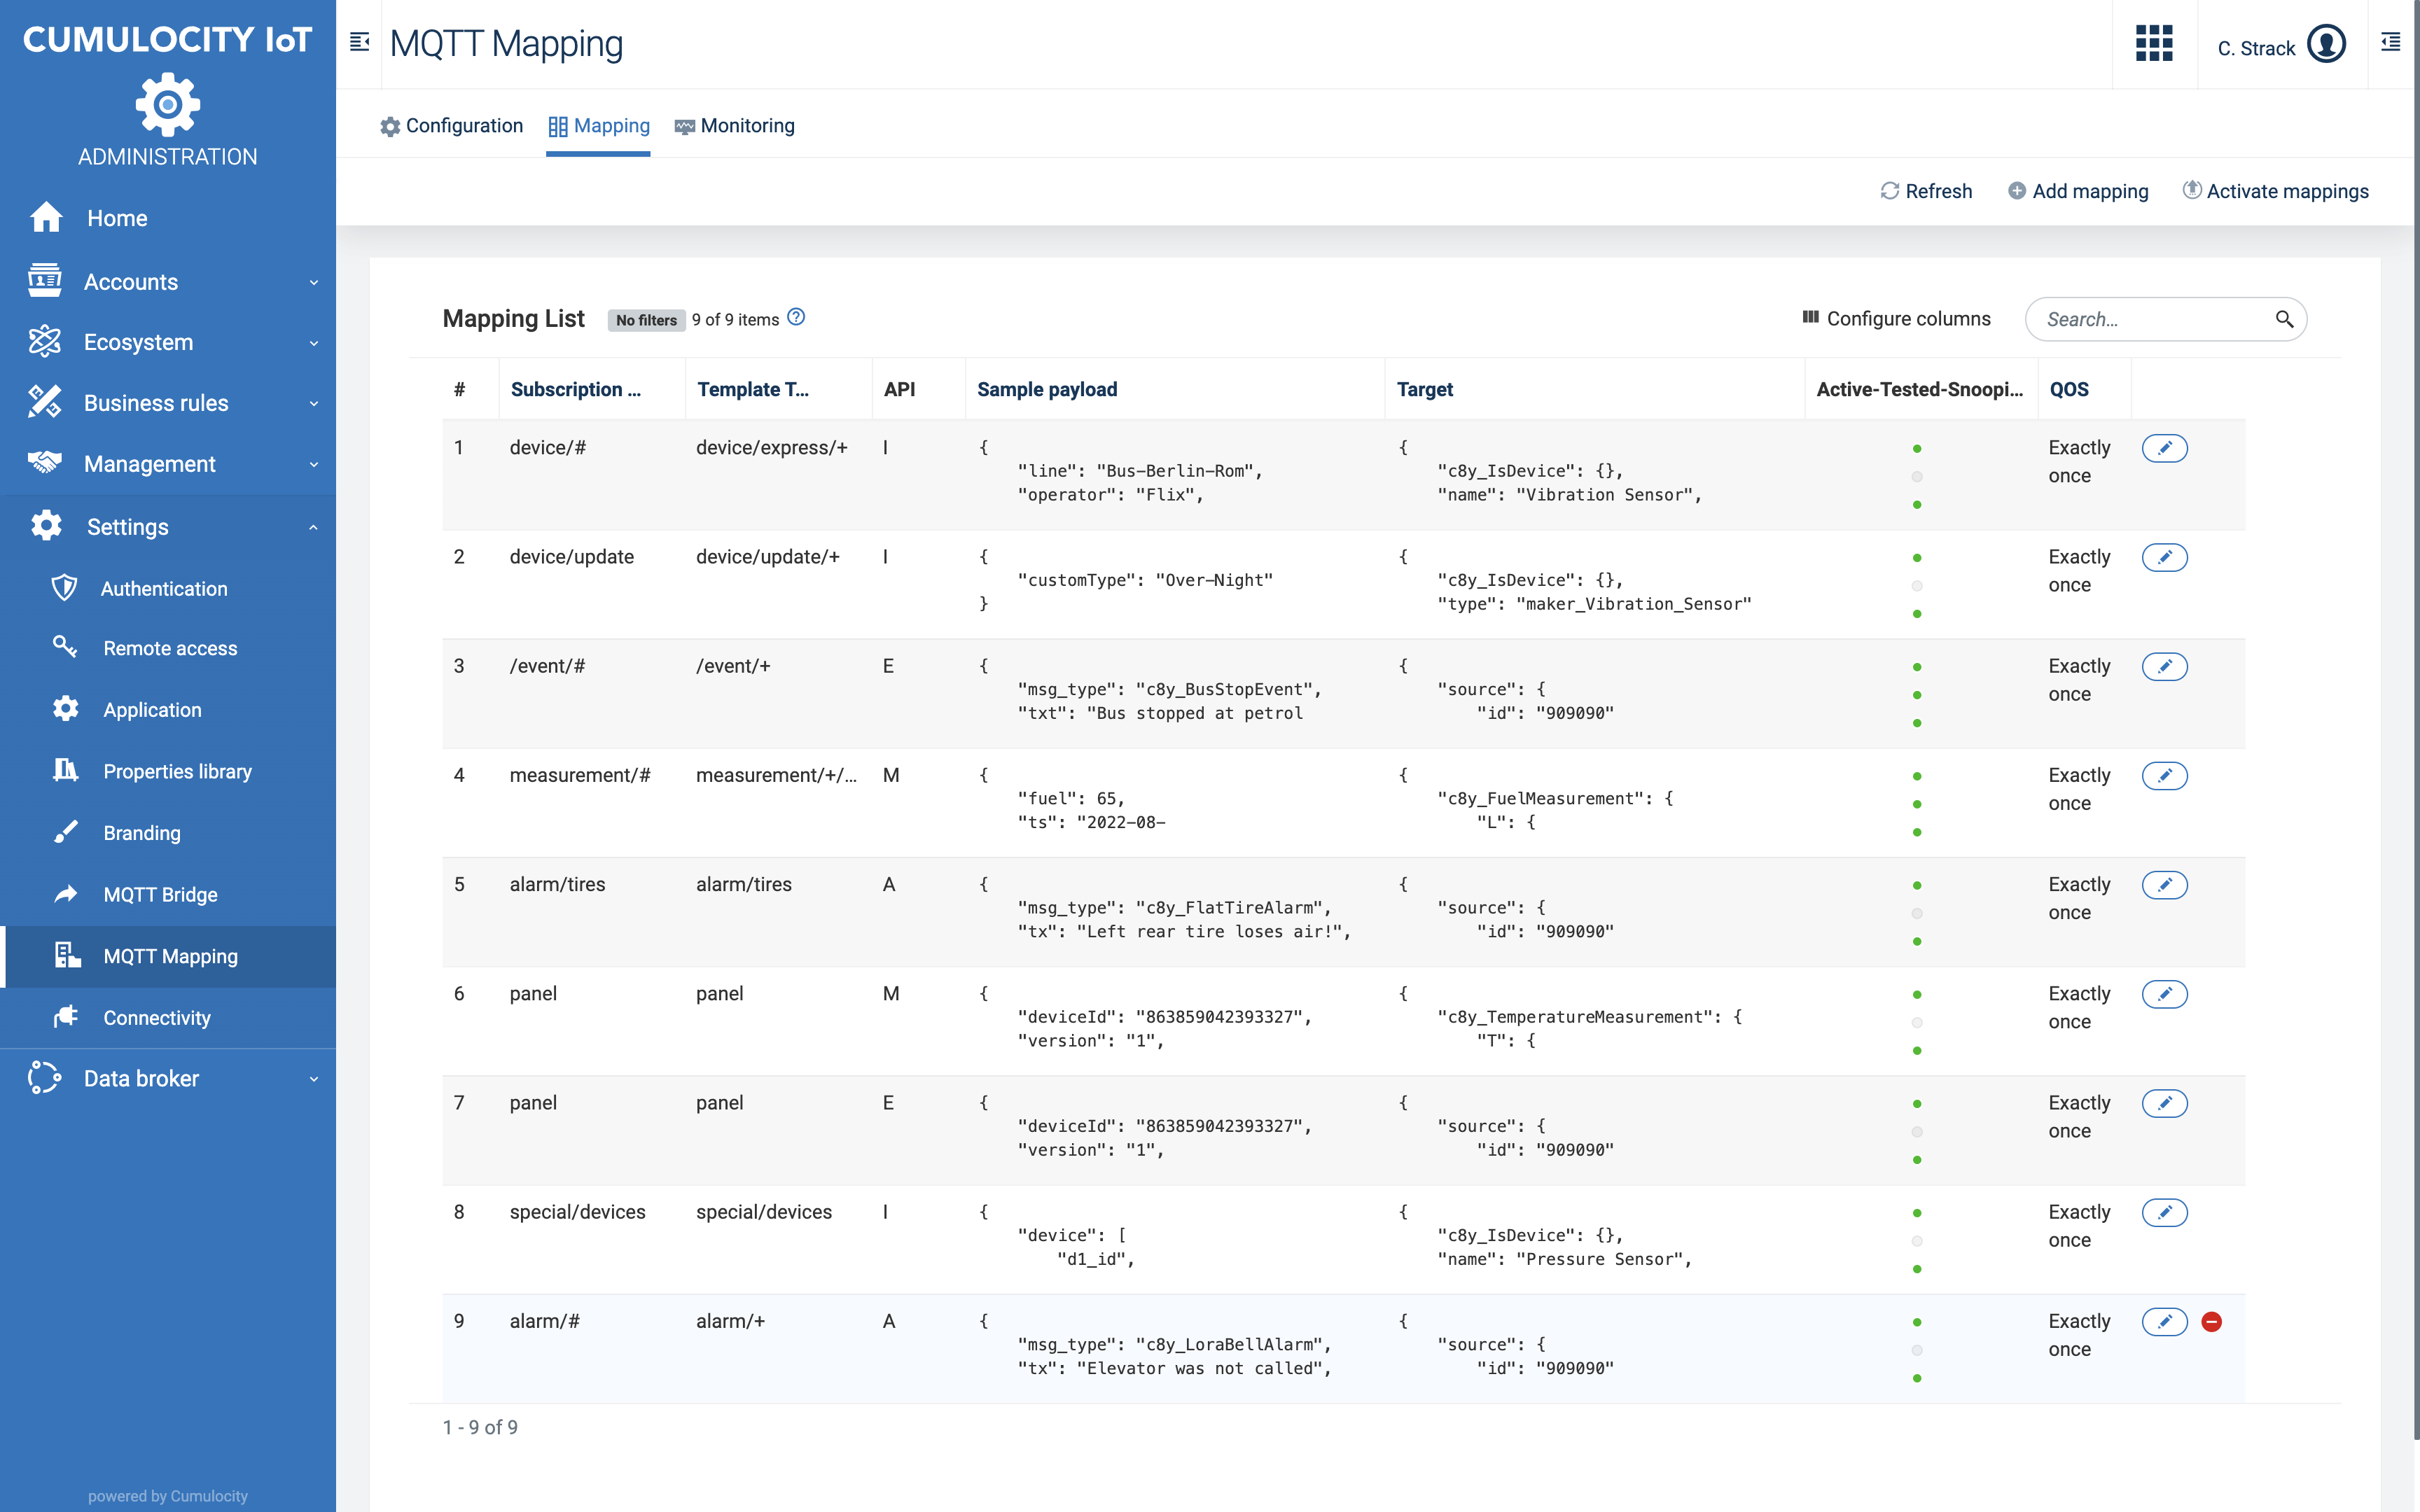 CUMULOCITY IoT
ADMINISTRATION
Home
Accounts
Ecosystem
Business rules
Management
Settings
Authentication
Remote access
Application
Properties library
Branding
MQTT Bridge
MQTT Mapping
Connectivity
Data broker
powered by Cumulocity
MQTT Mapping
C. Strack
Configuration Mapping Monitoring
Refresh Add mapping Activate mappings
Mapping List No filters 9 of 9 items ? Configure columns Search...
# Subscription ... Template T... API Sample payload Target Active-Tested-Snoopi... QOS
1 device/# device/express/+ I { { Exactly
"line": "Bus-Berlin-Rom", "c8y_IsDevice": {}, once
"operator": "Flix", "name": "Vibration Sensor",
2 device/update device/update/+ I { { Exactly
"customType": "Over-Night" "c8y_IsDevice": {}, once
} "type": "maker_Vibration_Sensor"
3 /event/# /event/+ E { { Exactly
"msg_type": "c8y_BusStopEvent", "source": { once
"txt": "Bus stopped at petrol "id": "909090"
4 measurement/# measurement/+/... M { { Exactly
"fuel": 65, "c8y_FuelMeasurement": { once
"ts": "2022-08- "L": {
5 alarm/tires alarm/tires A { { Exactly
"msg_type": "c8y_FlatTireAlarm", "source": { once
"tx": "Left rear tire loses air!", "id": "909090"
6 panel panel M { { Exactly
"deviceId": "863859042393327", "c8y_TemperatureMeasurement": { once
"version": "1", "T": {
7 panel panel E { { Exactly
"deviceId": "863859042393327", "source": { once
"version": "1", "id": "909090"
8 special/devices special/devices I { { Exactly
"device": [ "c8y_IsDevice": {}, once
"d1_id", "name": "Pressure Sensor",
9 alarm/# alarm/+ A { { Exactly
"msg_type": "c8y_LoraBellAlarm", "source": { once
"tx": "Elevator was not called", "id": "909090"
1 - 9 of 9